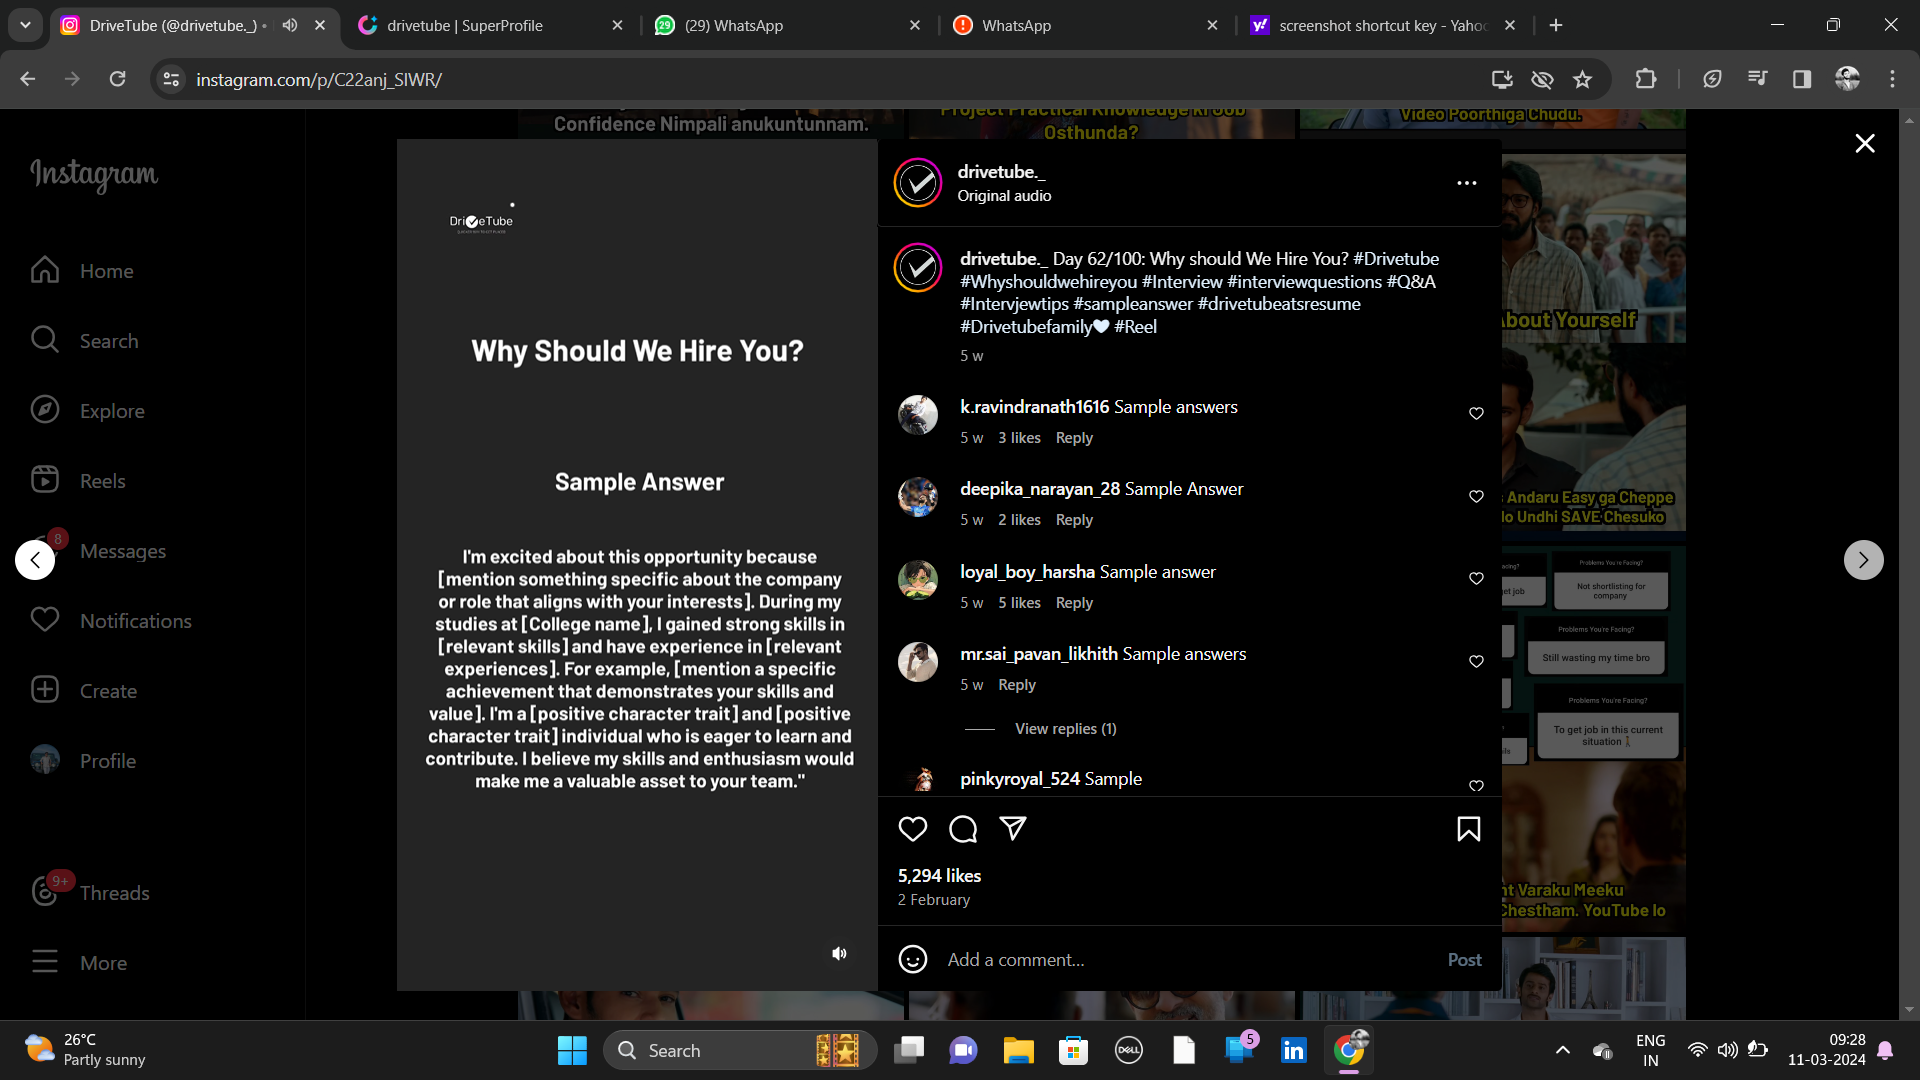 DriveTube (@drivetube._) •
drivetube | SuperProfile
(29) WhatsApp
WhatsApp
screenshot shortcut key - Yahoo
instagram.com/p/C22anj_SIWR/
Confidence Nimpali anukuntunnam.
Project Practical Knowledge ki Job
Osthunda?
Video Poorthiga Chudu!
Instagram
Home
Search
Explore
Reels
8
Messages
Notifications
Create
Profile
9+
Threads
More
DriveTube
Why Should We Hire You?
Sample Answer
I'm excited about this opportunity because
[mention something specific about the company
or role that aligns with your interests]. During my
studies at [College name], I gained strong skills in
[relevant skills] and have experience in [relevant
experiences]. For example, [mention a specific
achievement that demonstrates your skills and
value]. I'm a [positive character trait] and [positive
character trait] individual who is eager to learn and
contribute. I believe my skills and enthusiasm would
make me a valuable asset to your team."
drivetube._
Original audio
drivetube._ Day 62/100: Why should We Hire You? #Drivetube
#Whyshouldwehireyou #Interview #interviewquestions #Q&A
#Intervjewtips #sampleanswer #drivetubeatsresume
#Drivetubefamily🤍 #Reel
5 w
k.ravindranath1616 Sample answers
5 w 3 likes Reply
deepika_narayan_28 Sample Answer
5 w 2 likes Reply
loyal_boy_harsha Sample answer
5 w 5 likes Reply
mr.sai_pavan_likhith Sample answers
5 w Reply
View replies (1)
pinkyroyal_524 Sample
5,294 likes
2 February
Add a comment...
Post
About Yourself
Andaru Easy ga Cheppe
Undhi SAVE Chesuko
Problems You're Facing?
Not shortlisting for
company
get job
Problems You're Facing?
Still wasting my time bro
Problems You're Facing?
To get job in this current
situation
Varaku Meeku
Chestham. YouTube lo
26°C
Partly sunny
Search
DELL
5
ENG
IN
09:28
11-03-2024